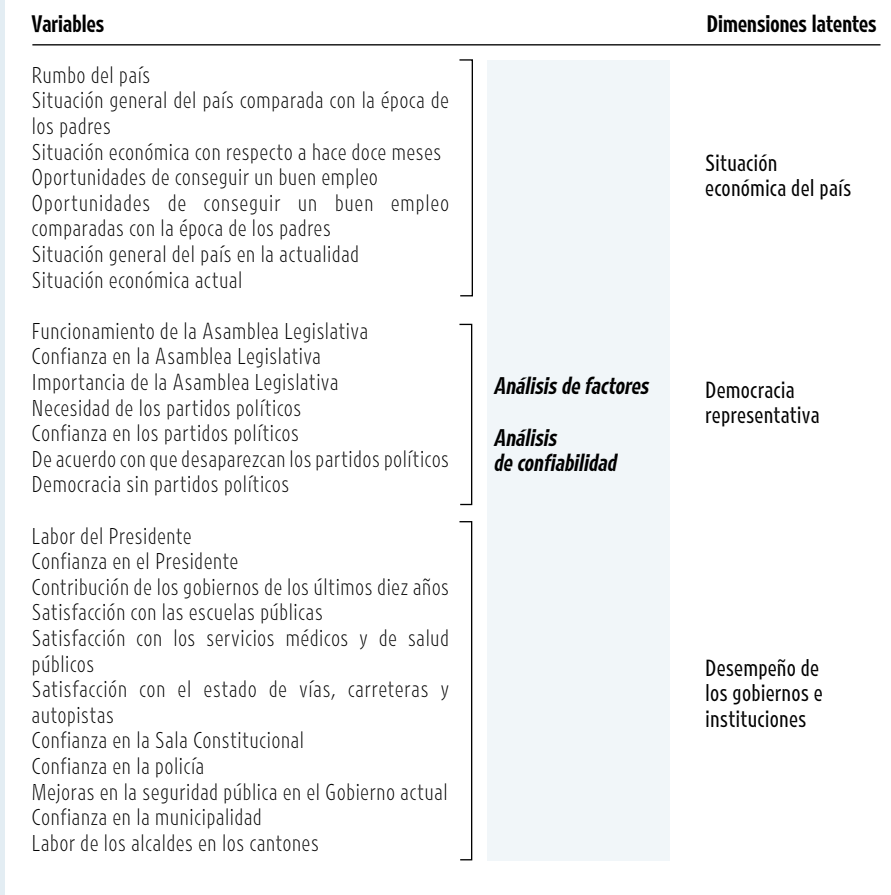 Variables
Dimensiones latentes
Rumbo del país
Situación general del país comparada con la época de
los padres
Situación económica con respecto a hace doce meses
Oportunidades de conseguir un buen empleo
Oportunidades de conseguir un buen empleo
comparadas con la época de los padres
Situación general del país en la actualidad
Situación económica actual
Situación
económica del país
Funcionamiento de la Asamblea Legislativa
Confianza en la Asamblea Legislativa
Importancia de la Asamblea Legislativa
Necesidad de los partidos políticos
Confianza en los partidos políticos
De acuerdo con que desaparezcan los partidos políticos
Democracia sin partidos políticos
Análisis de factores
Análisis
de confiabilidad
Democracia
representativa
Labor del Presidente
Confianza en el Presidente
Contribución de los gobiernos de los últimos diez años
Satisfacción con las escuelas públicas
Satisfacción con los servicios médicos y de salud
públicos
Satisfacción con el estado de vías, carreteras y
autopistas
Confianza en la Sala Constitucional
Confianza en la policía
Mejoras en la seguridad pública en el Gobierno actual
Confianza en la municipalidad
Labor de los alcaldes en los cantones
Desempeño de
los gobiernos e
instituciones